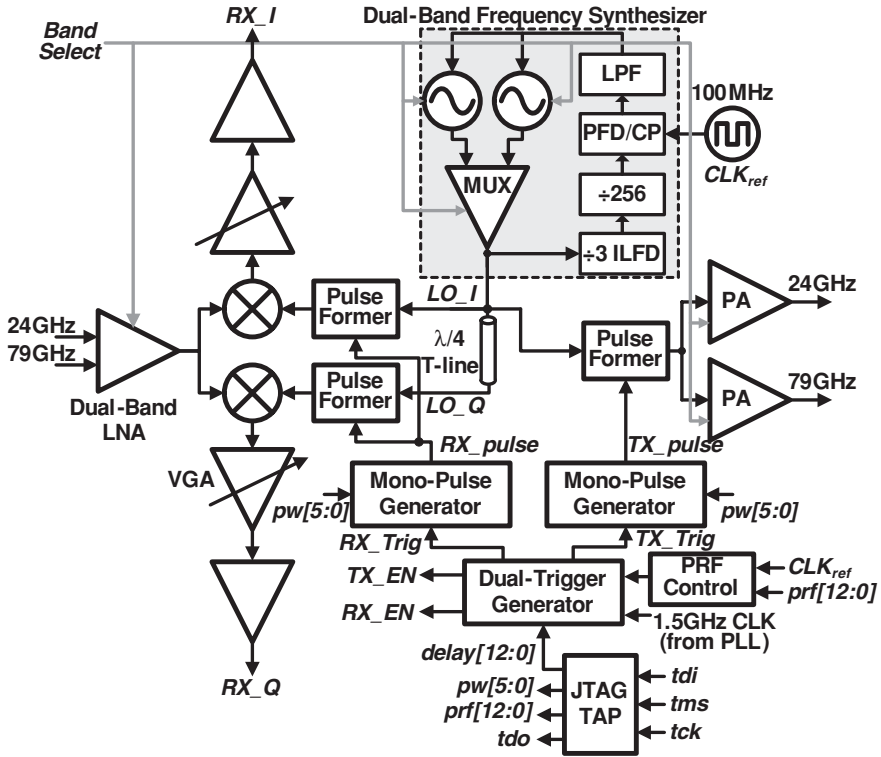 RX_I
Dual-Band Frequency Synthesizer
Band
Select
LPF
100MHz
PFD/CP
MUX
CLKref
÷256
÷3 ILFD
24GHz
PA
Pulse
Former
LO_I
24GHz
79GHz
λ/4
T-line
Pulse
Former
79GHz
Dual-Band
LNA
Pulse
Former
LO_Q
PA
VGA
RX_pulse
TX_pulse
Mono-Pulse
Generator
Mono-Pulse
Generator
pw[5:0]
pw[5:0]
RX_Trig
TX_Trig
TX_EN
RX_EN
Dual-Trigger
Generator
PRF
Control
CLKref
prf[12:0]
1.5GHz CLK
(from PLL)
delay[12:0]
pw[5:0]
prf[12:0]
tdo
JTAG
TAP
tdi
tms
tck
RX_Q